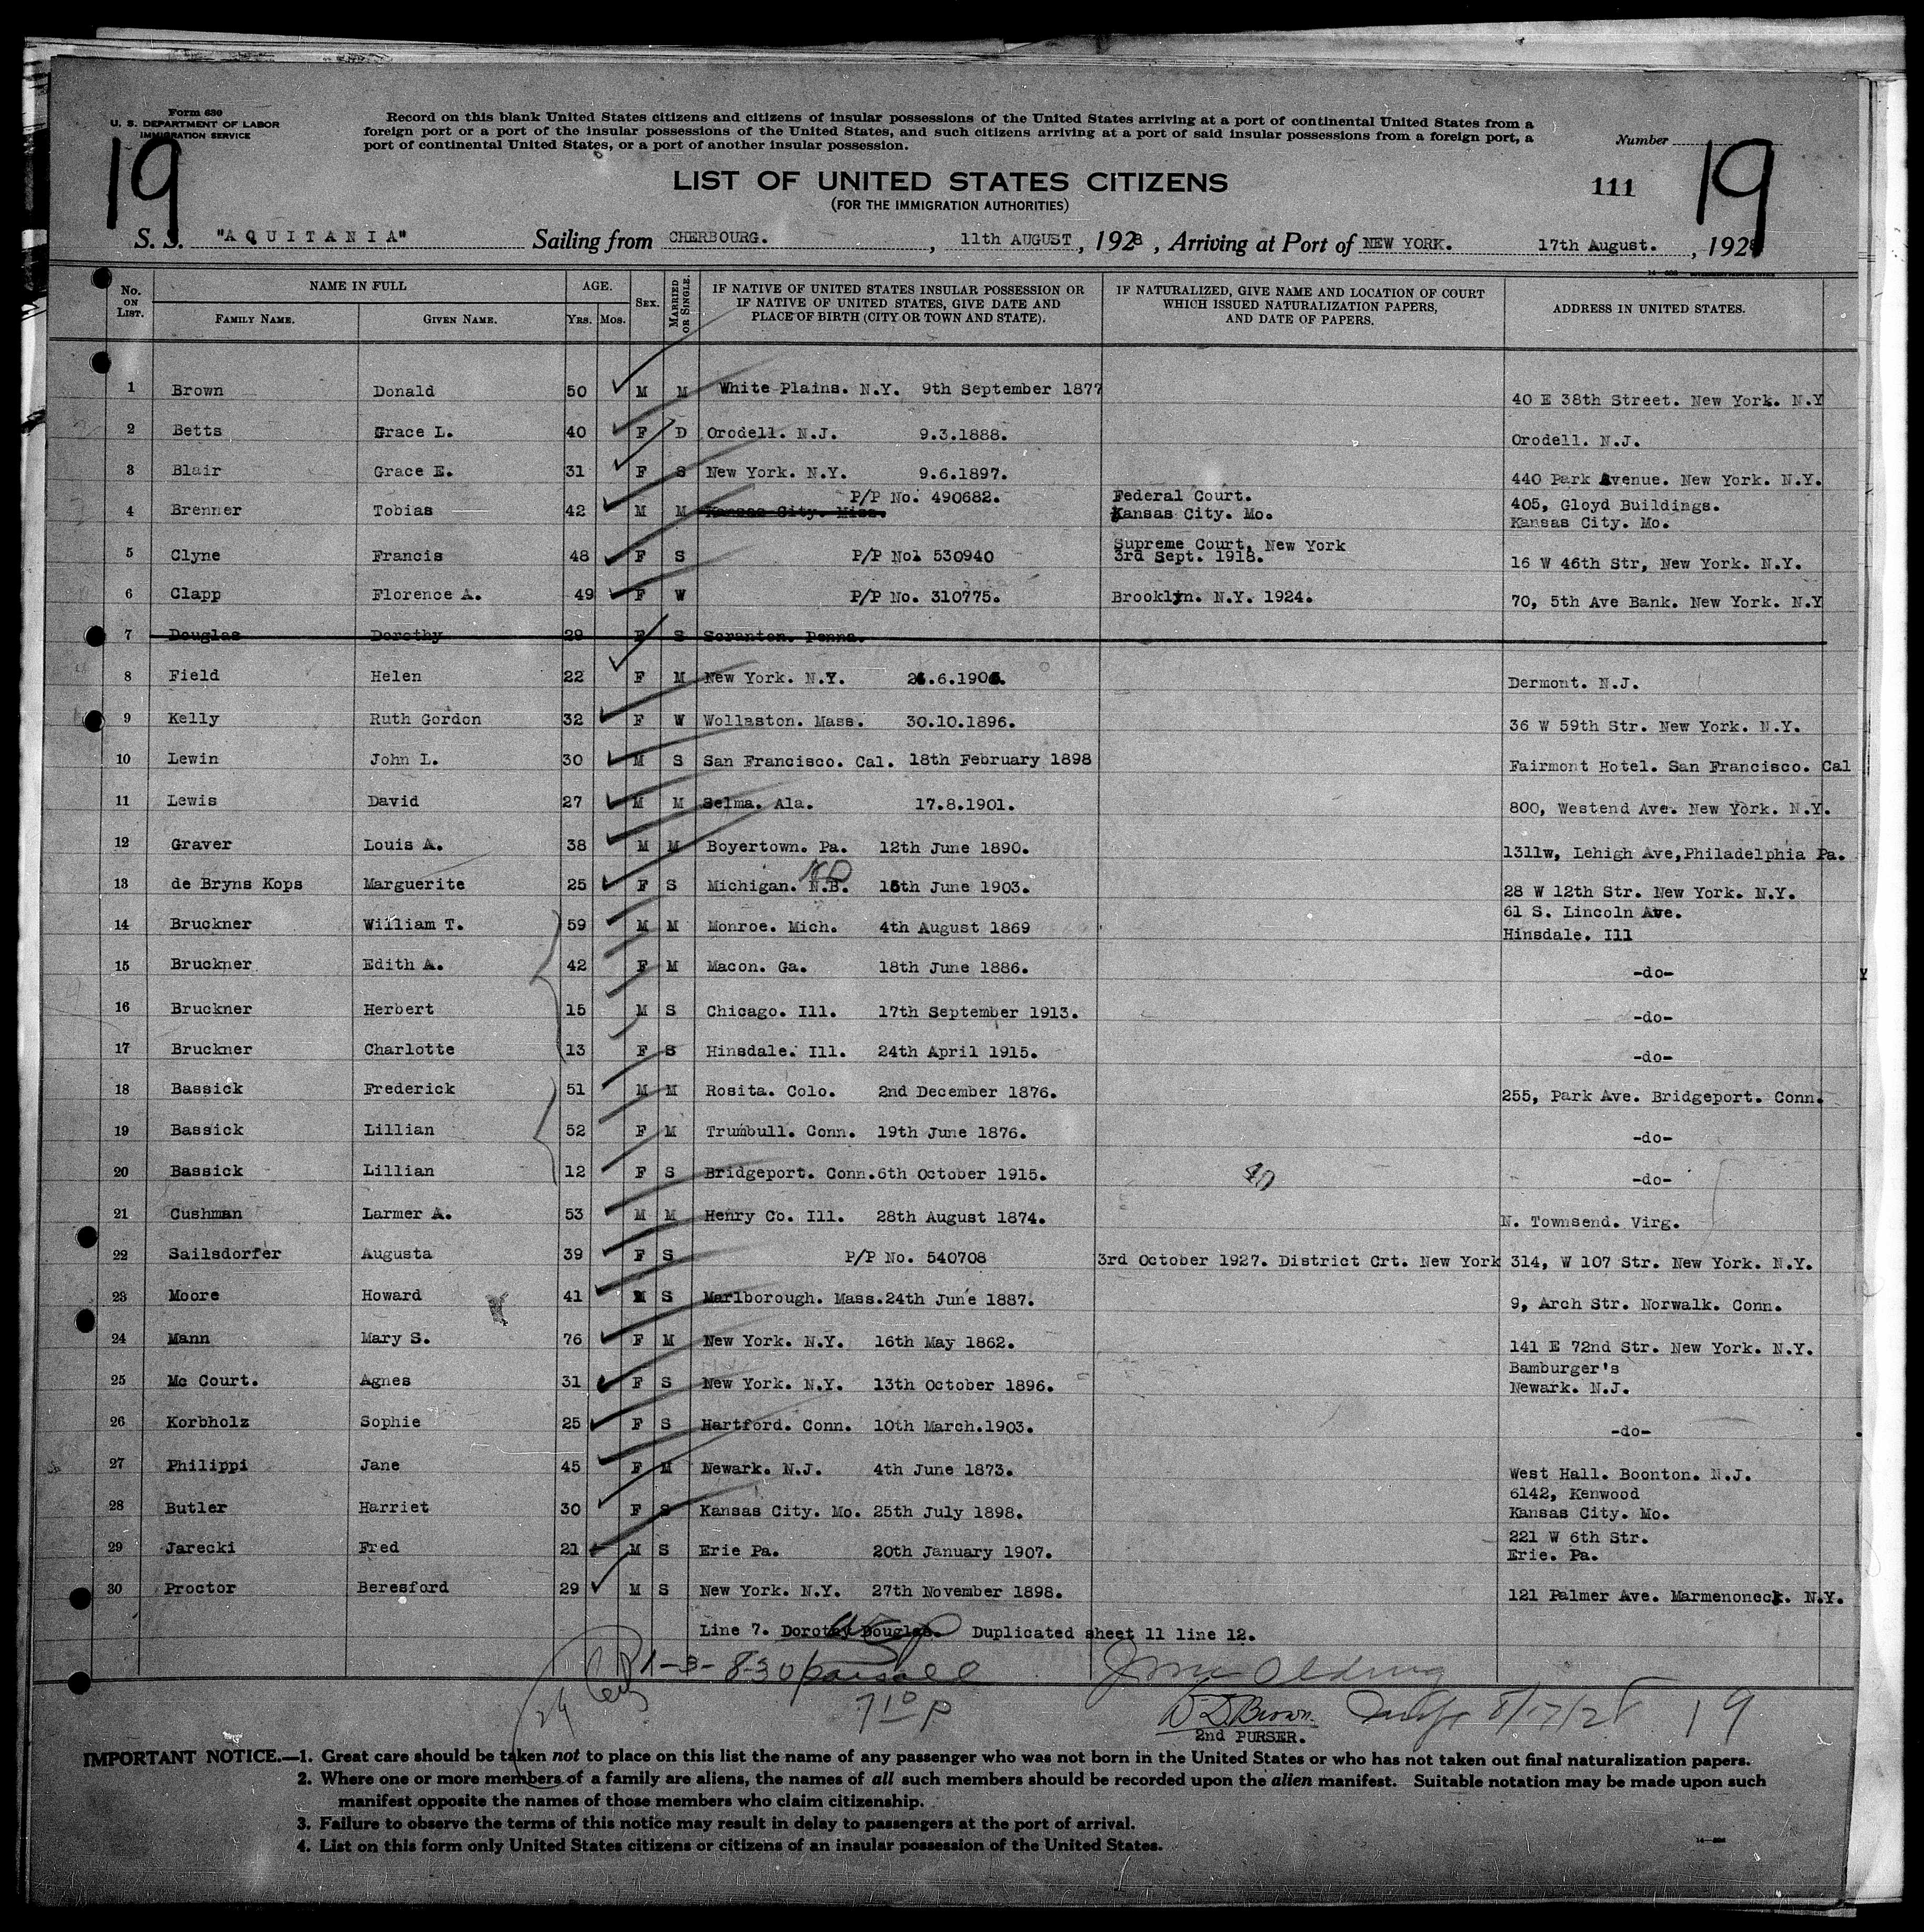 Form 630
U. S. DEPARTMENT OF LABOR
IMMIGRATION SERVICE
Record on this blank United States citizens and citizens of insular possessions of the United States arriving at a port of continental United States from a
foreign port or a port of the insular possessions of the United States, and such citizens arriving at a port of said insular possessions from a foreign port, a
port of continental United States, or a port of another insular possession.
Number
19
19
LIST OF UNITED STATES CITIZENS
111
(FOR THE IMMIGRATION AUTHORITIES)
S. S. "AQUITANIA" Sailing from CHERBOURG. , 11th AUGUST , 1928 , Arriving at Port of NEW YORK. 17th August. , 1928
No. ON LIST. NAME IN FULL FAMILY NAME. GIVEN NAME. AGE. YRS. MOS. SEX. MARRIED OR SINGLE. IF NATIVE OF UNITED STATES INSULAR POSSESSION OR IF NATIVE OF UNITED STATES, GIVE DATE AND PLACE OF BIRTH (CITY OR TOWN AND STATE). IF NATURALIZED, GIVE NAME AND LOCATION OF COURT WHICH ISSUED NATURALIZATION PAPERS, AND DATE OF PAPERS. ADDRESS IN UNITED STATES.
1 Brown Donald 50 M M White Plains. N.Y. 9th September 1877 40 E 38th Street. New York. N.Y
2 Betts Grace L. 40 F D Orodell. N.J. 9.3.1888. Orodell. N.J.
3 Blair Grace E. 31 F S New York. N.Y. 9.6.1897. 440 Park Avenue. New York. N.Y.
4 Brenner Tobias 42 M M Kansas City. Miss. P/P No. 490682. Federal Court. Kansas City. Mo. 405, Gloyd Buildings. Kansas City. Mo.
5 Clyne Francis 48 F S P/P No. 530940 Supreme Court, New York 3rd Sept. 1918. 16 W 46th Str, New York. N.Y.
6 Clapp Florence A. 49 F W P/P No. 310775. Brooklyn. N.Y. 1924. 70, 5th Ave Bank. New York. N.Y
7 Douglas Dorothy 29 F S Scranton. Penna.
8 Field Helen 22 F M New York. N.Y. .6.190 Dermont. N.J.
9 Kelly Ruth Gordon 32 F W Wollaston. Mass. 30.10.1896. 36 W 59th Str. New York. N.Y.
10 Lewin John L. 30 M S San Francisco. Cal. 18th February 1898 Fairmont Hotel. San Francisco. Cal
11 Lewis David 27 M M Selma. Ala. 17.8.1901. 800, Westend Ave. New York. N.Y.
12 Graver Louis A. 38 M M Boyertown. Pa. 12th June 1890. 1311w, Lehigh Ave,Philadelphia Pa.
13 de Bryns Kops Marguerite 25 F S Michigan. N.B. ND 15th June 1903. 28 W 12th Str. New York. N.Y.
14 Bruckner William T. 59 M M Monroe. Mich. 4th August 1869 61 S. Lincoln Ave. Hinsdale. Ill
15 Bruckner Edith A. 42 F M Macon. Ga. 18th June 1886. -do-
16 Bruckner Herbert 15 M S Chicago. Ill. 17th September 1913. -do-
17 Bruckner Charlotte 13 F S Hinsdale. Ill. 24th April 1915. -do-
18 Bassick Frederick 51 M M Rosita. Colo. 2nd December 1876. 255, Park Ave. Bridgeport. Conn.
19 Bassick Lillian 52 F M Trumbull. Conn. 19th June 1876. -do-
20 Bassick Lillian 12 F S Bridgeport. Conn.6th October 1915. -do-
21 Cushman Larmer A. 53 M M Henry Co. Ill. 28th August 1874. N. Townsend. Virg.
22 Sailsdorfer Augusta 39 F S P/P No. 540708 3rd October 1927. District Crt. New York 314, W 107 Str. New York. N.Y.
23 Moore Howard 41 M S Marlborough. Mass.24th June 1887. 9, Arch Str. Norwalk. Conn.
24 Mann Mary S. 76 F M New York. N.Y. 16th May 1862. 141 E 72nd Str. New York. N.Y.
25 Mc Court. Agnes 31 F S New York. N.Y. 13th October 1896. Bamburger's Newark. N.J.
26 Korbholz Sophie 25 F S Hartford. Conn. 10th March.1903. -do-
27 Philippi Jane 45 F M Newark. N.J. 4th June 1873. West Hall. Boonton. N.J.
28 Butler Harriet 30 F S Kansas City. Mo. 25th July 1898. 6142, Kenwood Kansas City. Mo.
29 Jarecki Fred 21 M S Erie Pa. 20th January 1907. 221 W 6th Str. Erie. Pa.
30 Proctor Beresford 29 M S New York. N.Y. 27th November 1898. 121 Palmer Ave. Marmenoneck. N.Y.
Line 7. Dorothy Douglas. Duplicated sheet 11 line 12.
W D Brown. 8/17/28 19
2nd PURSER.
IMPORTANT NOTICE.—1. Great care should be taken not to place on this list the name of any passenger who was not born in the United States or who has not taken out final naturalization papers.
2. Where one or more members of a family are aliens, the names of all such members should be recorded upon the alien manifest. Suitable notation may be made upon such
manifest opposite the names of those members who claim citizenship.
3. Failure to observe the terms of this notice may result in delay to passengers at the port of arrival.
4. List on this form only United States citizens or citizens of an insular possession of the United States.